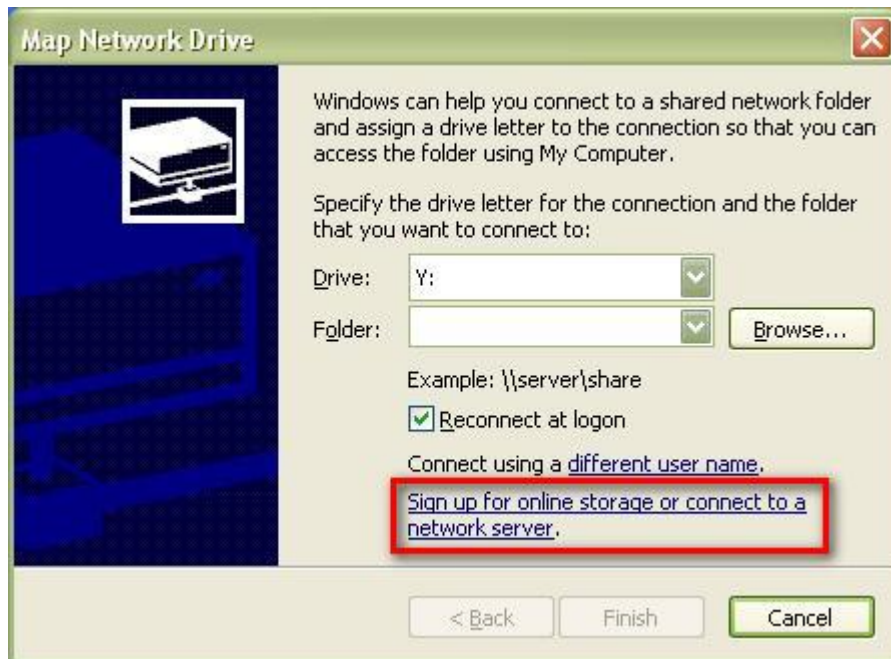 Map Network Drive
Windows can help you connect to a shared network folder
and assign a drive letter to the connection so that you can
access the folder using My Computer.
Specify the drive letter for the connection and the folder
that you want to connect to:
Drive: Y:
Folder: Browse...
Example: \\server\share
Reconnect at logon
Connect using a different user name.
Sign up for online storage or connect to a
network server.
< Back Finish Cancel